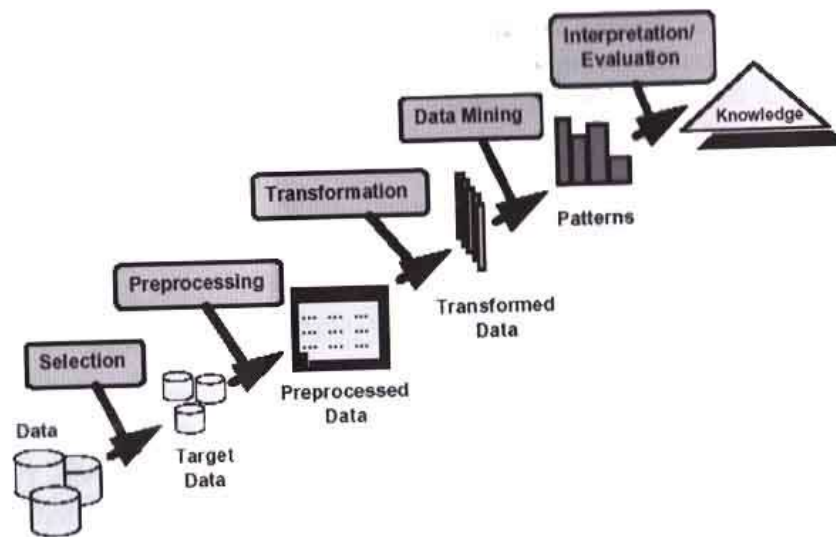 Interpretation/
Evaluation
Knowledge
Data Mining
Patterns
Transformation
Transformed
Data
Preprocessing
Preprocessed
Data
Selection
Target
Data
Data